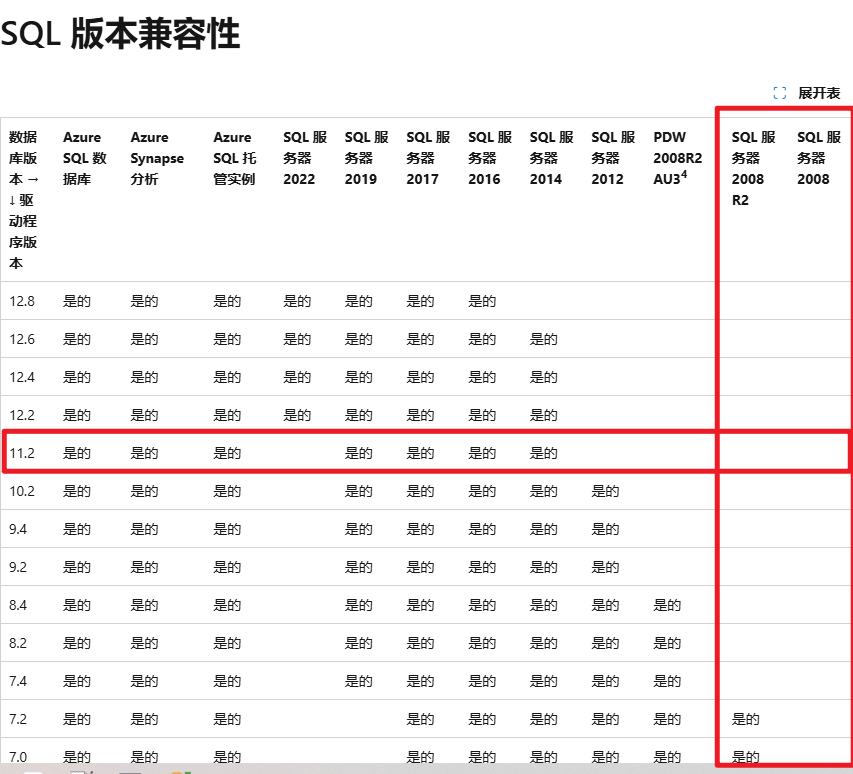 SQL 版本兼容性
展开表
数据库版本 → ↓ 驱动程序版本 Azure SQL 数据库 Azure Synapse 分析 Azure SQL 托管实例 SQL 服务器 2022 SQL 服务器 2019 SQL 服务器 2017 SQL 服务器 2016 SQL 服务器 2014 SQL 服务器 2012 PDW 2008R2 AU3⁴ SQL 服务器 2008 R2 SQL 服务器 2008
12.8 是的 是的 是的 是的 是的 是的 是的
12.6 是的 是的 是的 是的 是的 是的 是的 是的
12.4 是的 是的 是的 是的 是的 是的 是的 是的
12.2 是的 是的 是的 是的 是的 是的 是的 是的
11.2 是的 是的 是的 是的 是的 是的 是的
10.2 是的 是的 是的 是的 是的 是的 是的 是的
9.4 是的 是的 是的 是的 是的 是的 是的 是的
9.2 是的 是的 是的 是的 是的 是的 是的 是的
8.4 是的 是的 是的 是的 是的 是的 是的 是的 是的
8.2 是的 是的 是的 是的 是的 是的 是的 是的 是的
7.4 是的 是的 是的 是的 是的 是的 是的 是的 是的
7.2 是的 是的 是的 是的 是的 是的 是的 是的 是的
7.0 是的 是的 是的 是的 是的 是的 是的 是的 是的